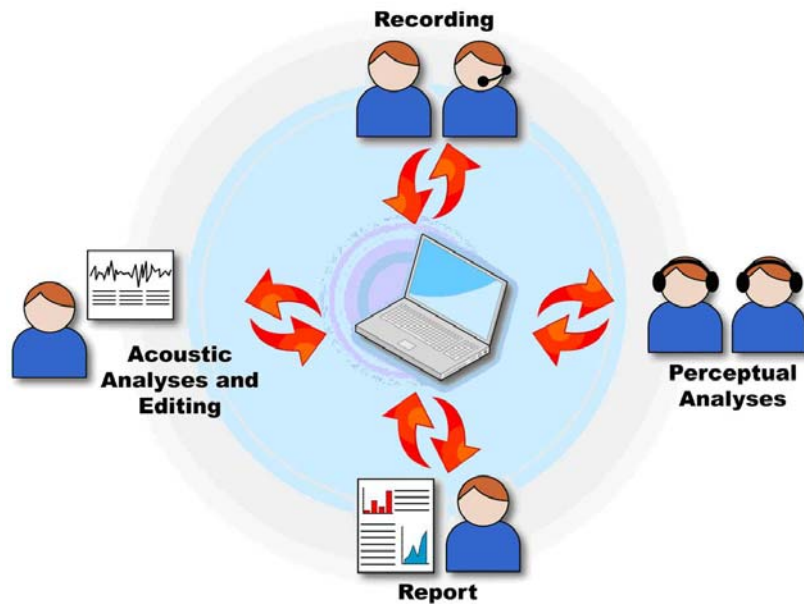 Recording
Acoustic
Analyses and
Editing
Perceptual
Analyses
Report